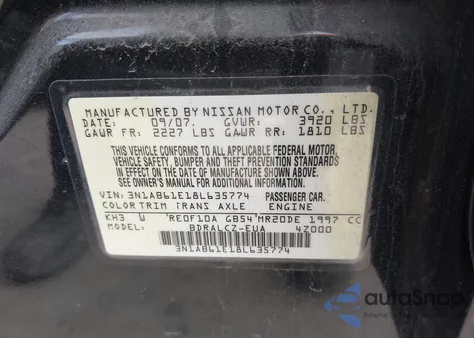 MANUFACTURED BY NISSAN MOTOR CO., LTD.
DATE: 09/07. GVWR: 3920 LBS
GAWR FR: 2227 LBS GAWR RR: 1810 LBS
THIS VEHICLE CONFORMS TO ALL APPLICABLE FEDERAL MOTOR
VEHICLE SAFETY, BUMPER AND THEFT PREVENTION STANDARDS
IN EFFECT ON THE DATE OF MANUFACTURE SHOWN ABOVE.
SEE OWNER'S MANUAL FOR ADDITIONAL INFORMATION.
VIN: 3N1AB61E18L635774 PASSENGER CAR.
COLOR TRIM TRANS AXLE ENGINE
KH3 W RE0F10A GB54 MR20DE 1997 CC
MODEL: BDRALCZ-EUA 4Z000
3N1AB61E18L635774
autoSnap